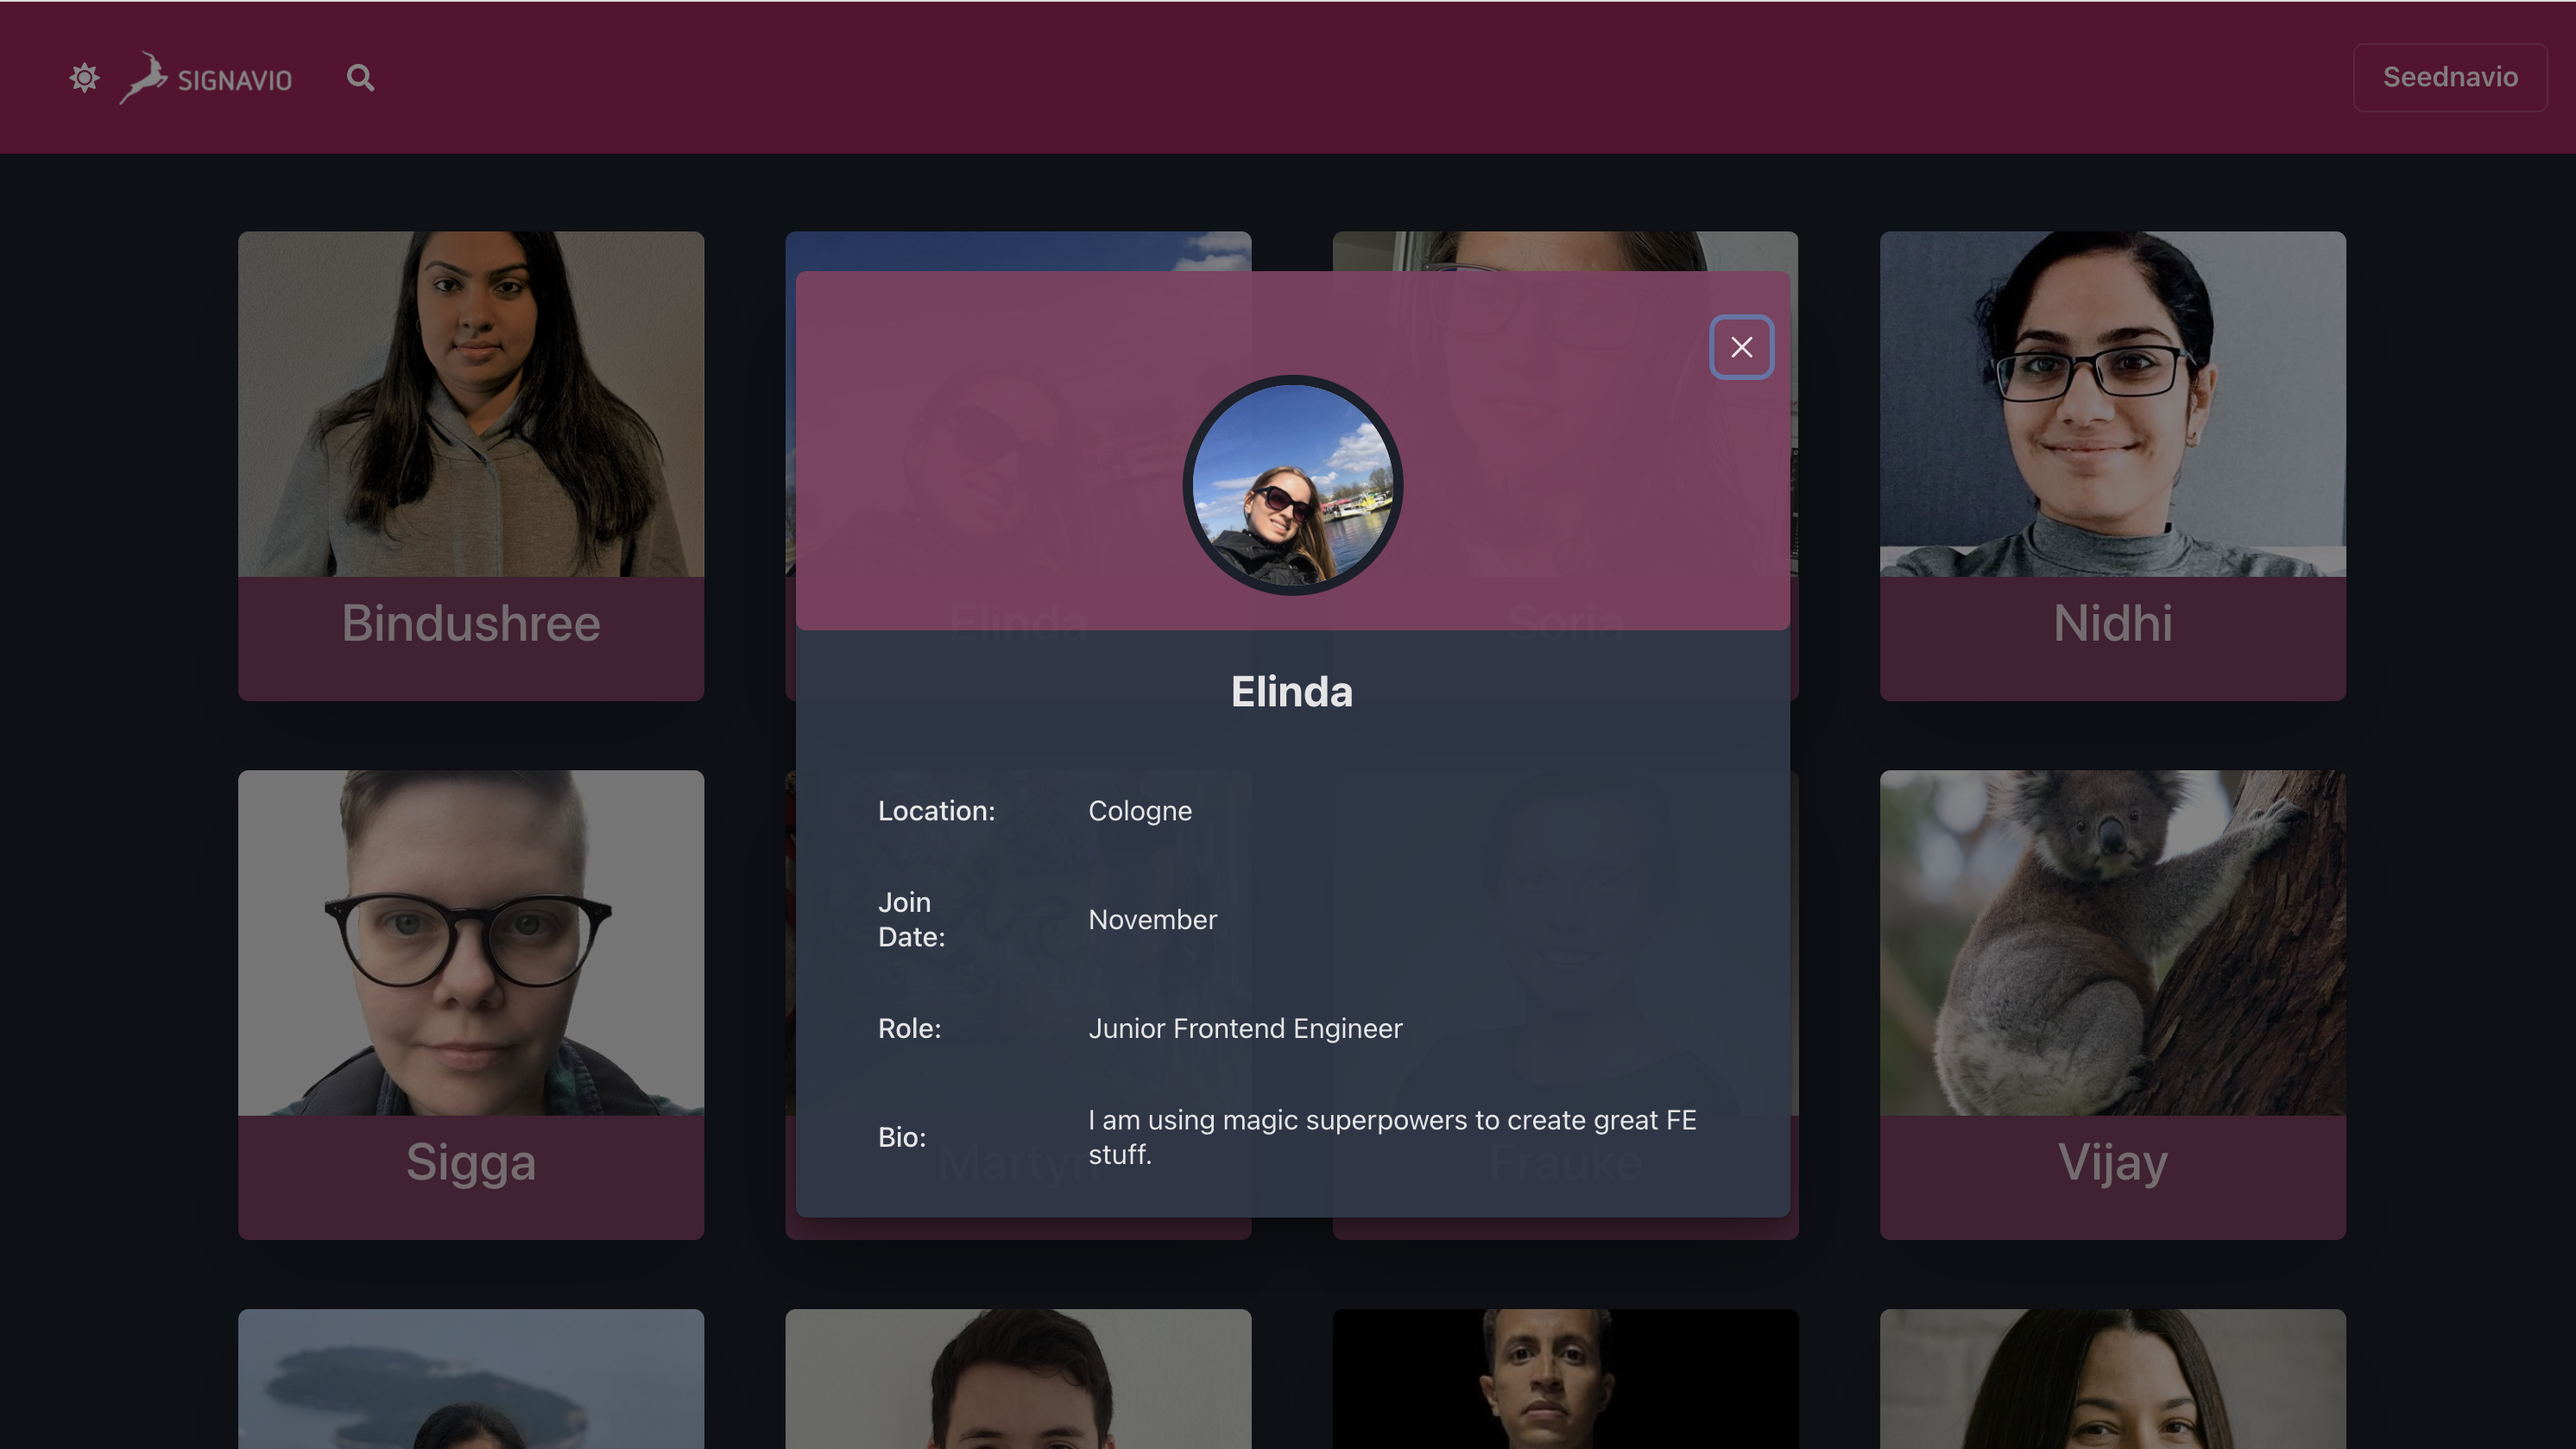 SIGNAVIO
Seednavio
Bindushree
Elinda
Soria
Nidhi
Elinda
Location:
Cologne
Join
Date:
November
Role:
Junior Frontend Engineer
Bio:
I am using magic superpowers to create great FE
stuff.
Sigga
Martyn
Frauke
Vijay